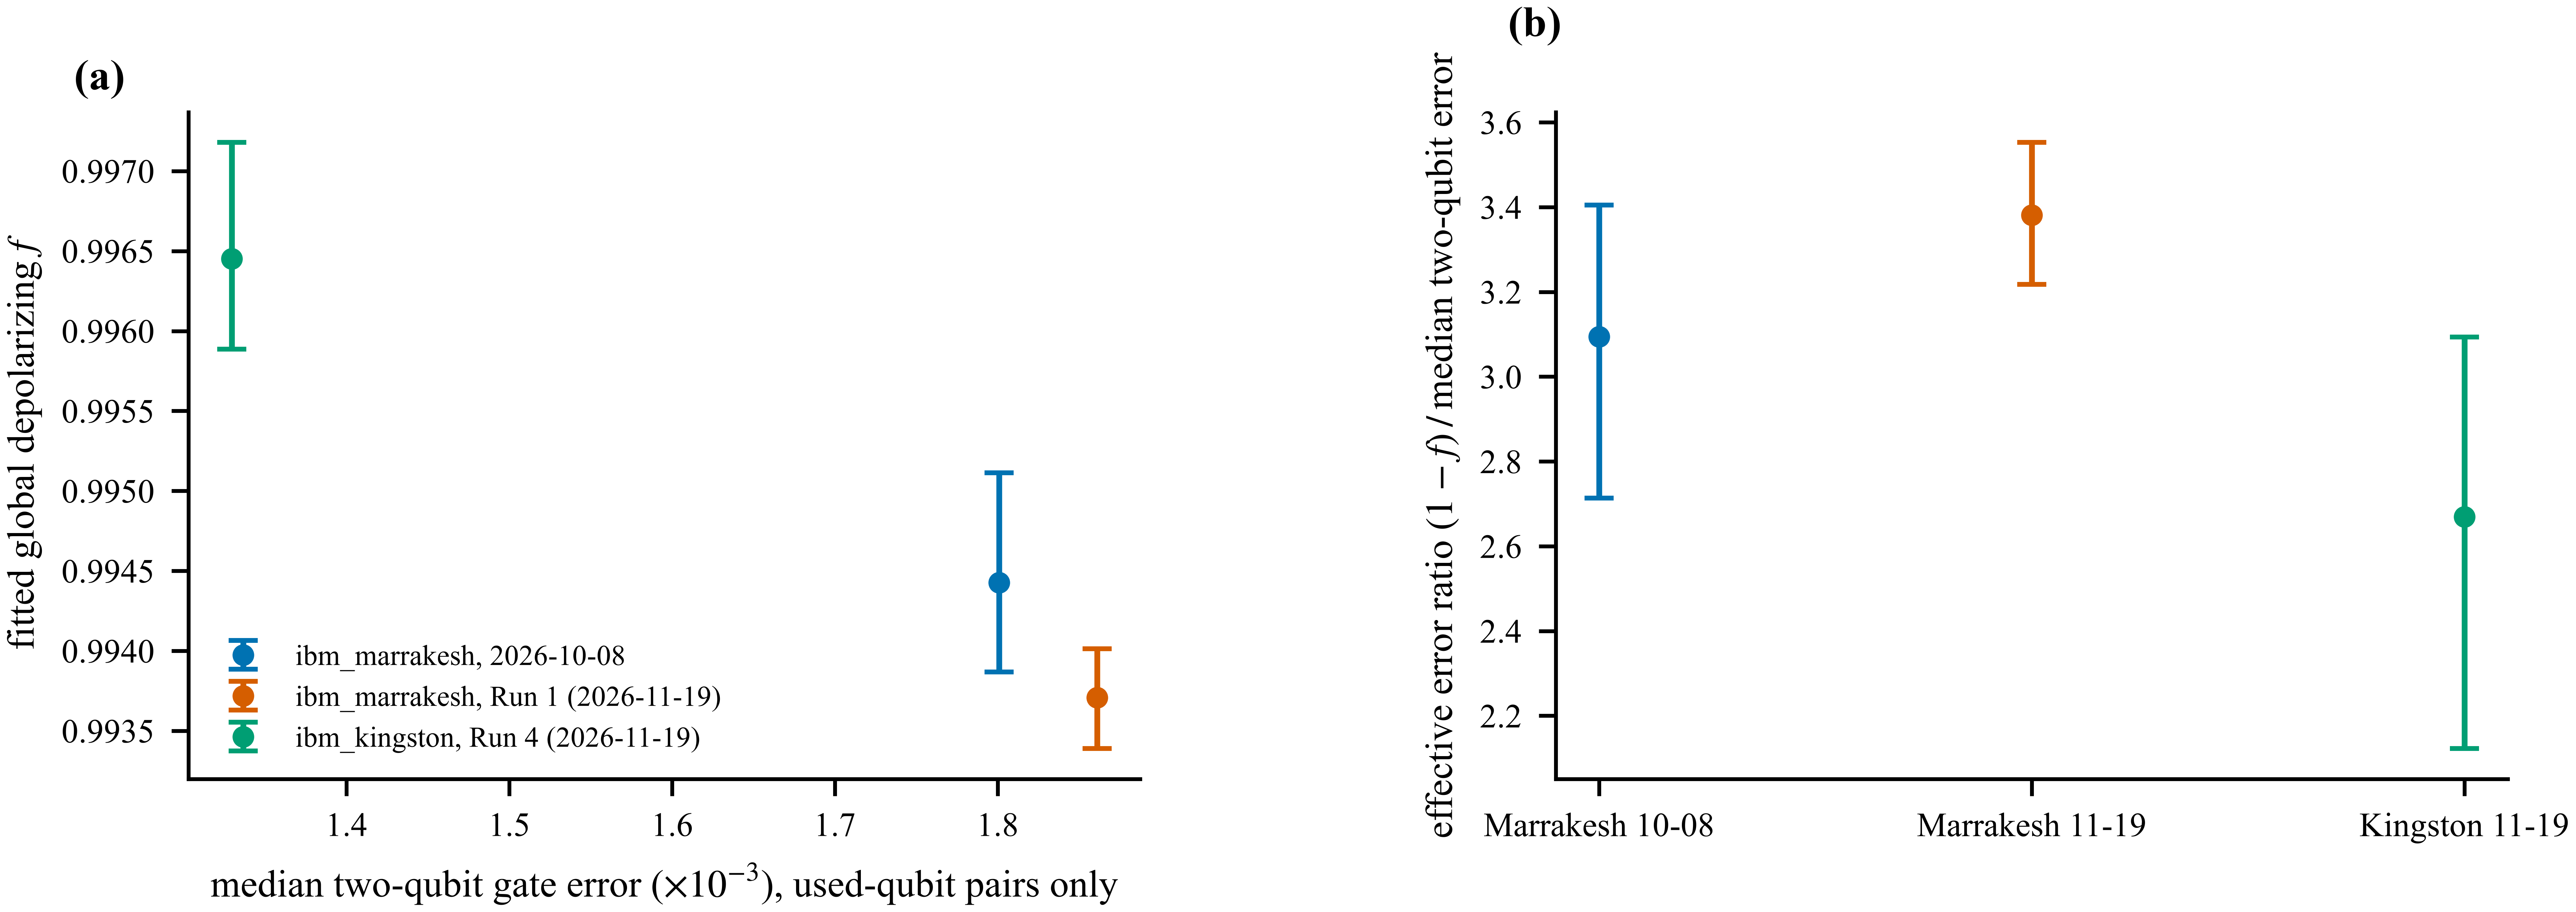 (a)
fitted global depolarizing f
0.9970
0.9965
0.9960
0.9955
0.9950
0.9945
0.9940
0.9935
ibm_marrakesh, 2026-10-08
ibm_marrakesh, Run 1 (2026-11-19)
ibm_kingston, Run 4 (2026-11-19)
1.4 1.5 1.6 1.7 1.8
median two-qubit gate error (×10⁻³), used-qubit pairs only
(b)
effective error ratio (1 − f) / median two-qubit error
3.6
3.4
3.2
3.0
2.8
2.6
2.4
2.2
Marrakesh 10-08 Marrakesh 11-19 Kingston 11-19